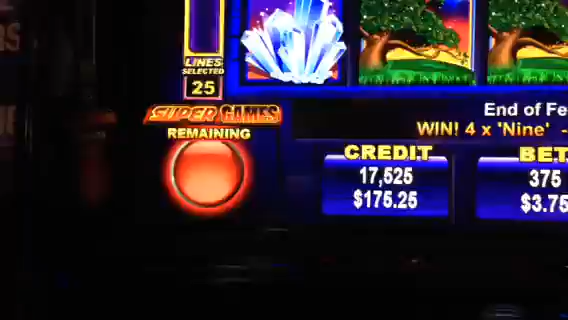 LINES
SELECTED
25
SUPER GAMES
REMAINING
End of Fe
WIN! 4 x 'Nine' -
CREDIT
17,525
$175.25
BET
375
$3.75